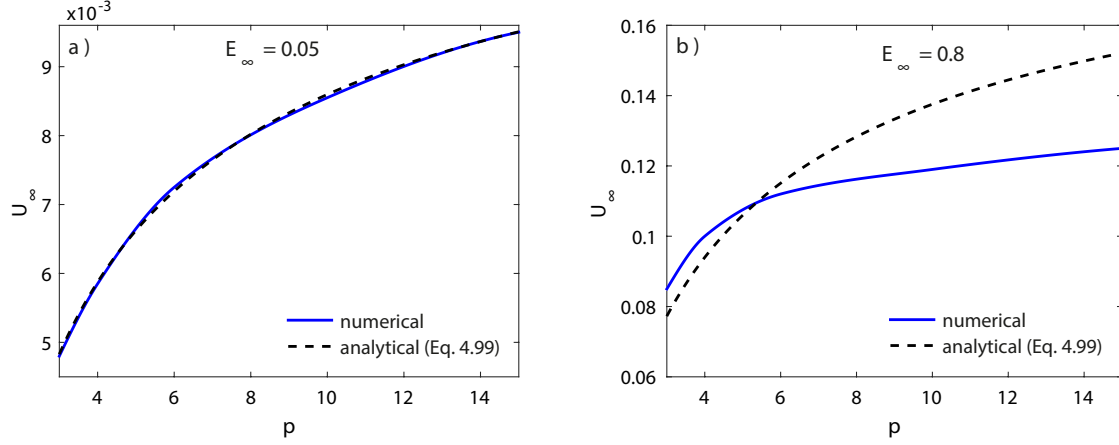 x10⁻³
a )
E ∞ = 0.05
9
8
7
6
5
U ∞
numerical
analytical (Eq. 4.99)
4 6 8 10 12 14
p
b )
E ∞ = 0.8
0.16
0.14
0.12
0.1
0.08
0.06
U ∞
numerical
analytical (Eq. 4.99)
4 6 8 10 12 14
p